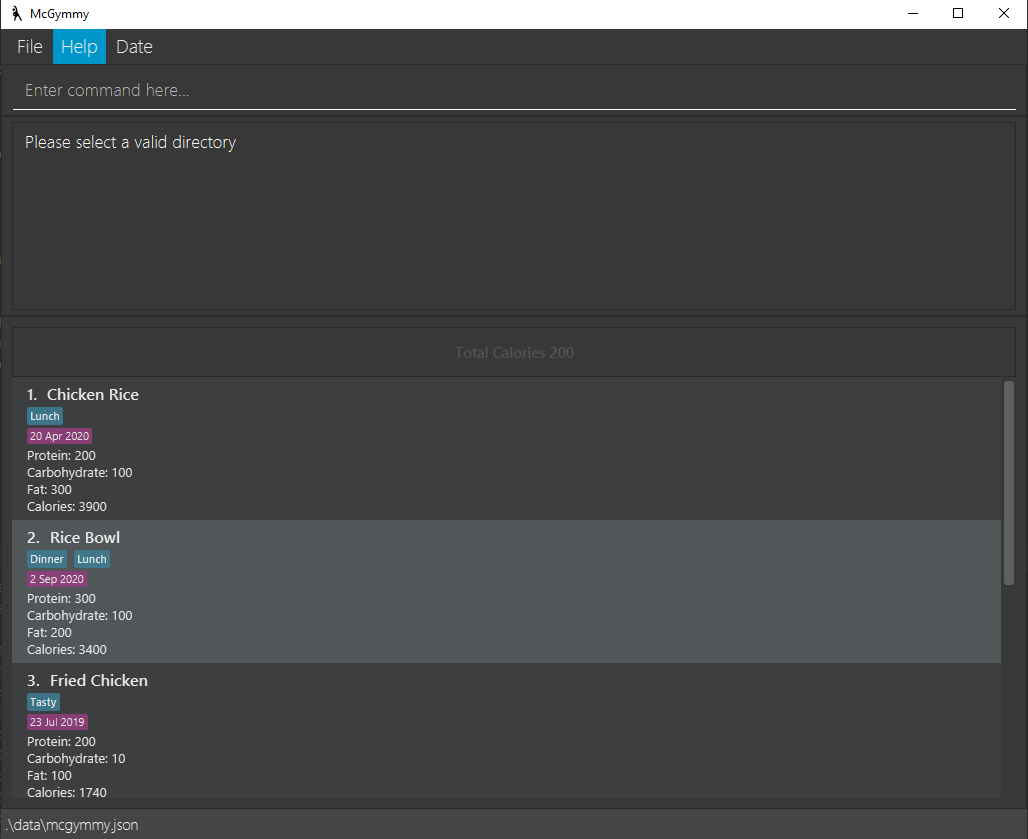 McGymmy
File Help Date
Enter command here...
Please select a valid directory
Total Calories 200
1. Chicken Rice
Lunch
20 Apr 2020
Protein: 200
Carbohydrate: 100
Fat: 300
Calories: 3900
2. Rice Bowl
Dinner Lunch
2 Sep 2020
Protein: 300
Carbohydrate: 100
Fat: 200
Calories: 3400
3. Fried Chicken
Tasty
23 Jul 2019
Protein: 200
Carbohydrate: 10
Fat: 100
Calories: 1740
.\data\mcgymmy.json